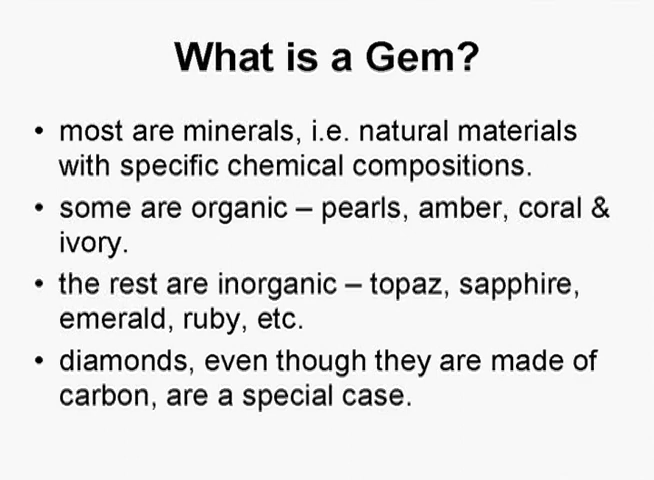 What is a Gem?
• most are minerals, i.e. natural materials
with specific chemical compositions.
• some are organic – pearls, amber, coral &
ivory.
• the rest are inorganic – topaz, sapphire,
emerald, ruby, etc.
• diamonds, even though they are made of
carbon, are a special case.